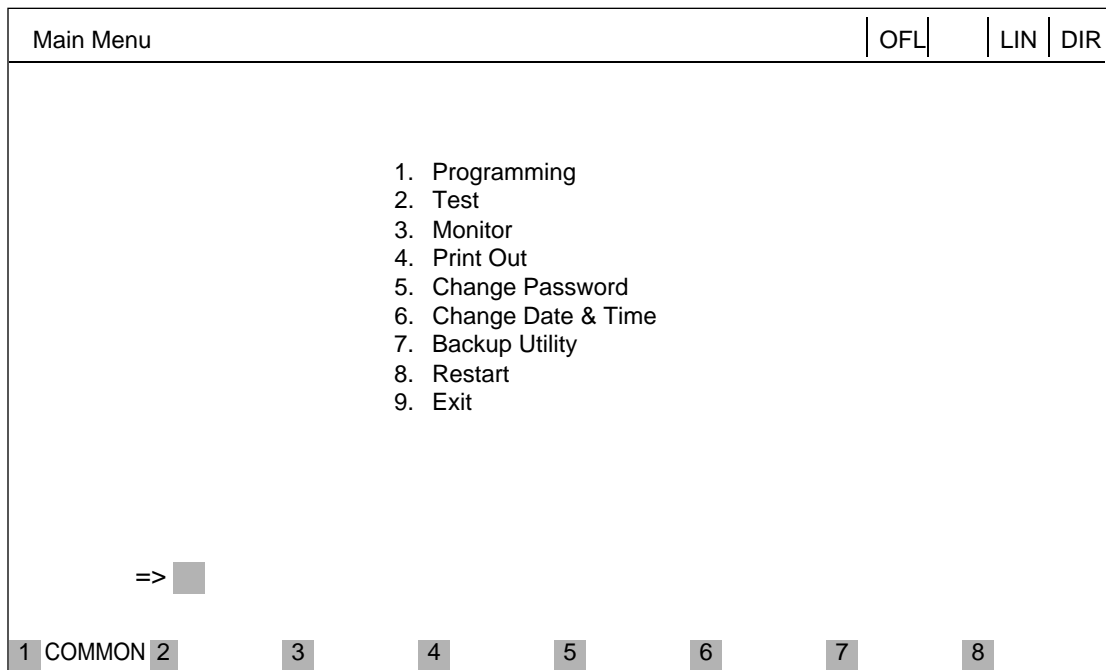 Main Menu OFL LIN DIR
1. Programming
2. Test
3. Monitor
4. Print Out
5. Change Password
6. Change Date & Time
7. Backup Utility
8. Restart
9. Exit
=>
1 COMMON 2 3 4 5 6 7 8